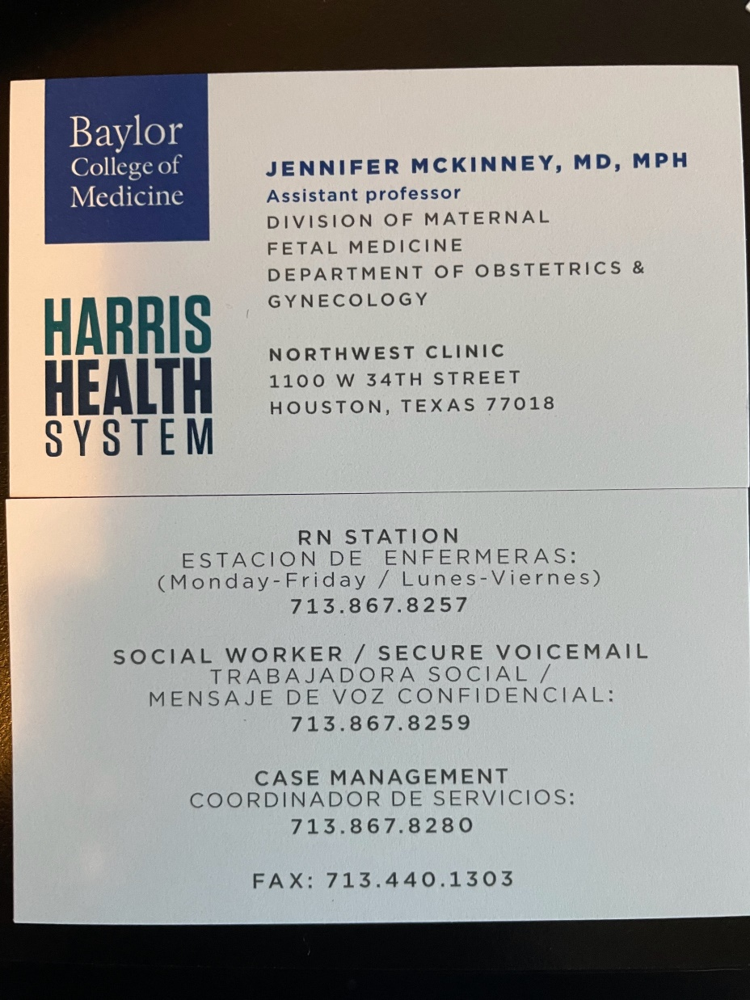 Baylor
College of
Medicine
HARRIS
HEALTH
SYSTEM
JENNIFER MCKINNEY, MD, MPH
Assistant professor
DIVISION OF MATERNAL
FETAL MEDICINE
DEPARTMENT OF OBSTETRICS &
GYNECOLOGY
NORTHWEST CLINIC
1100 W 34TH STREET
HOUSTON, TEXAS 77018
RN STATION
ESTACION DE ENFERMERAS:
(Monday-Friday / Lunes-Viernes)
713.867.8257
SOCIAL WORKER / SECURE VOICEMAIL
TRABAJADORA SOCIAL /
MENSAJE DE VOZ CONFIDENCIAL:
713.867.8259
CASE MANAGEMENT
COORDINADOR DE SERVICIOS:
713.867.8280
FAX: 713.440.1303